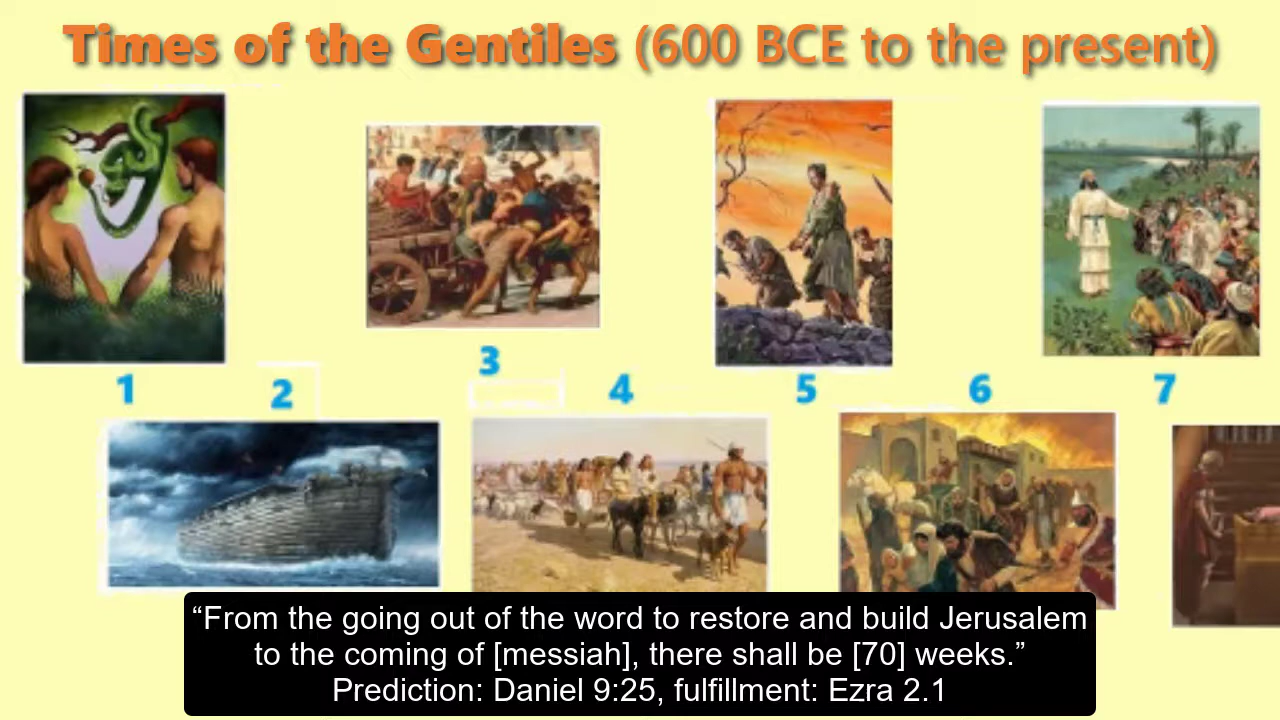 Times of the Gentiles (600 BCE to the present)
3
1 2 4 5 6 7
“From the going out of the word to restore and build Jerusalem
to the coming of [messiah], there shall be [70] weeks.”
Prediction: Daniel 9:25, fulfillment: Ezra 2.1